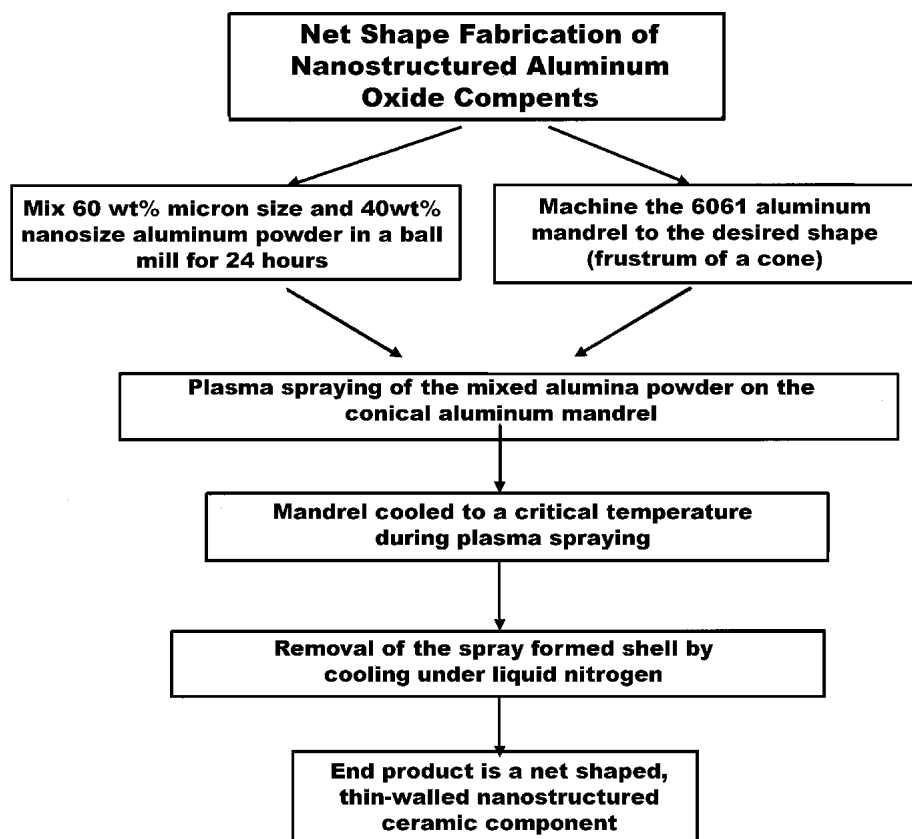 Net Shape Fabrication of
Nanostructured Aluminum
Oxide Compents
Mix 60 wt% micron size and 40wt%
nanosize aluminum powder in a ball
mill for 24 hours
Machine the 6061 aluminum
mandrel to the desired shape
(frustrum of a cone)
Plasma spraying of the mixed alumina powder on the
conical aluminum mandrel
Mandrel cooled to a critical temperature
during plasma spraying
Removal of the spray formed shell by
cooling under liquid nitrogen
End product is a net shaped,
thin-walled nanostructured
ceramic component